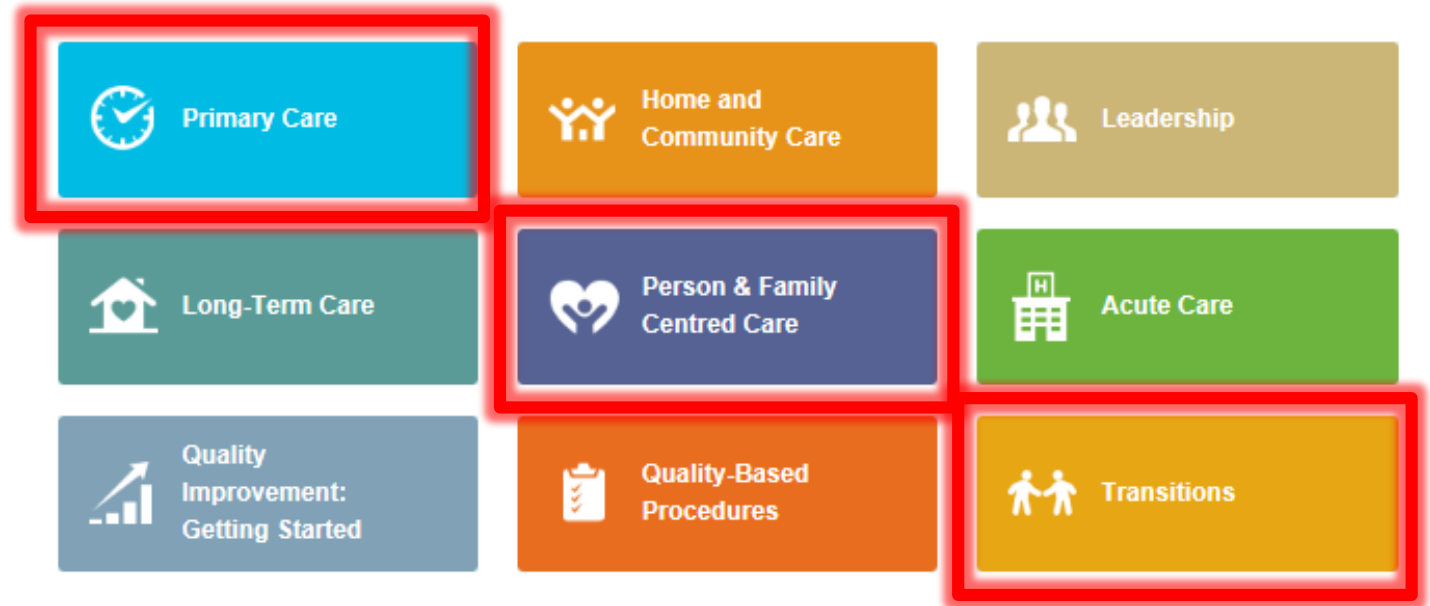 Primary Care
Home and
Community Care
Leadership
Long-Term Care
Person & Family
Centred Care
H
Acute Care
Quality
Improvement:
Getting Started
Quality-Based
Procedures
Transitions